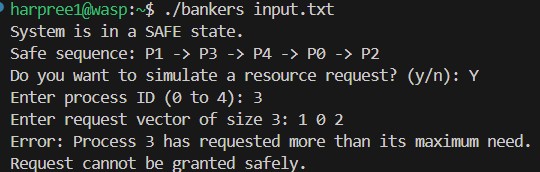 harpree1@wasp:~$ ./bankers input.txt
System is in a SAFE state.
Safe sequence: P1 -> P3 -> P4 -> P0 -> P2
Do you want to simulate a resource request? (y/n): Y
Enter process ID (0 to 4): 3
Enter request vector of size 3: 1 0 2
Error: Process 3 has requested more than its maximum need.
Request cannot be granted safely.